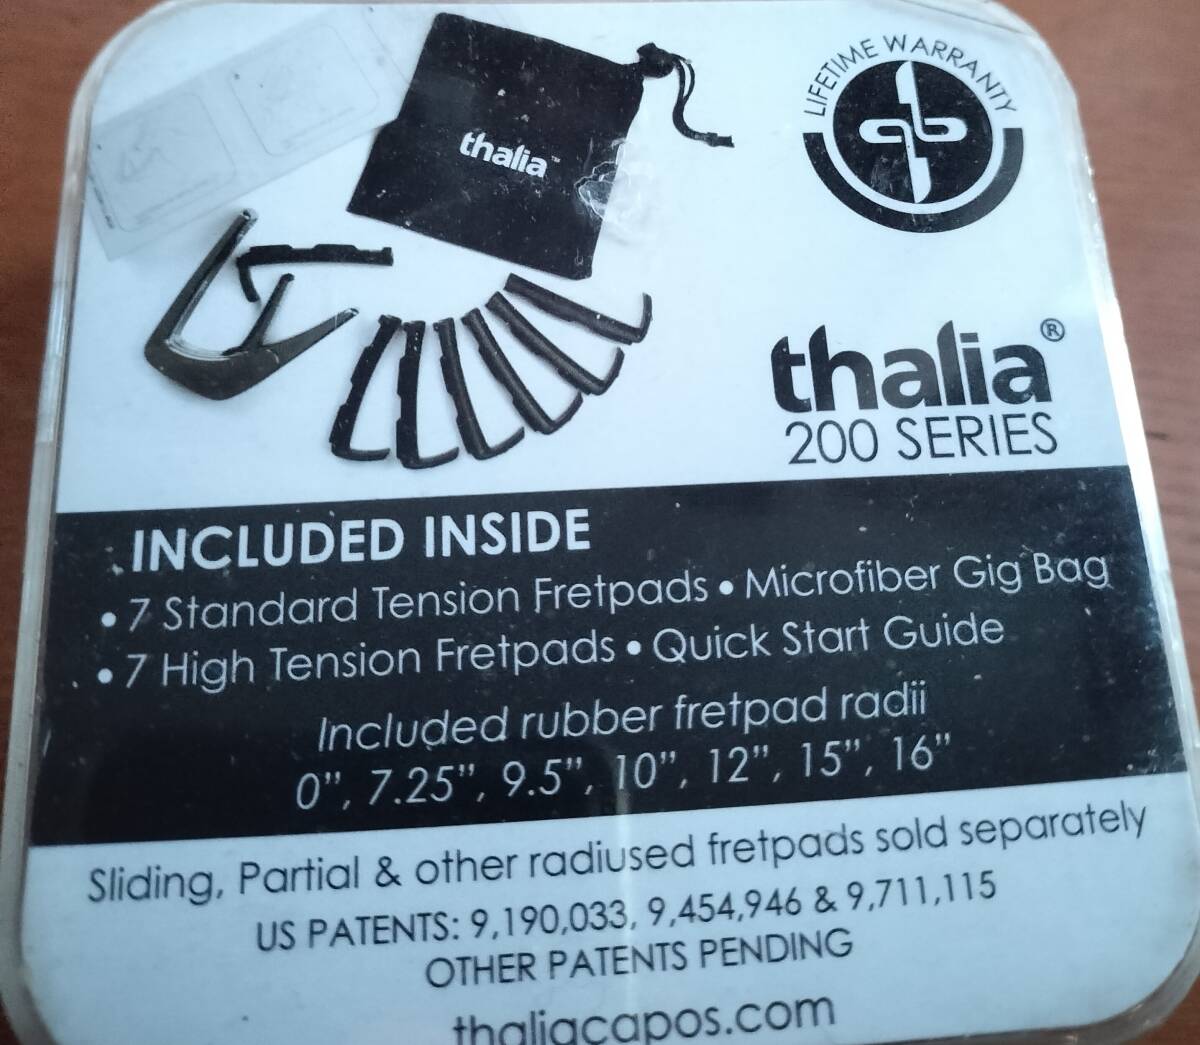 thalia™
LIFETIME WARRANTY
thalia®
200 SERIES
INCLUDED INSIDE
• 7 Standard Tension Fretpads • Microfiber Gig Bag
• 7 High Tension Fretpads • Quick Start Guide
Included rubber fretpad radii
0”, 7.25”, 9.5”, 10”, 12”, 15”, 16”
Sliding, Partial & other radiused fretpads sold separately
US PATENTS: 9,190,033, 9,454,946 & 9,711,115
OTHER PATENTS PENDING
thaliacapos.com